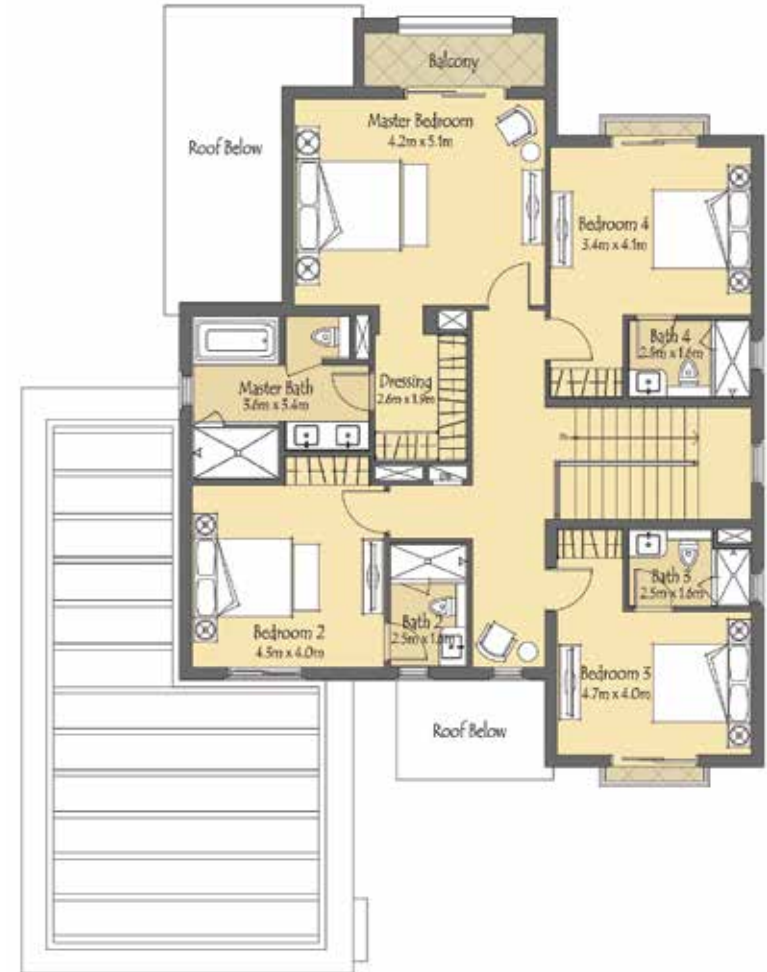 Balcony
Master Bedroom
4.2m x 5.1m
Roof Below
Bedroom 4
3.4m x 4.1m
Bath 4
2.5m x 1.6m
Dressing
2.6m x 1.9m
Master Bath
3.6m x 3.4m
Bath 3
2.5m x 1.6m
Bath 2
2.5m x 1.6m
Bedroom 2
4.3m x 4.0m
Bedroom 3
4.7m x 4.0m
Roof Below